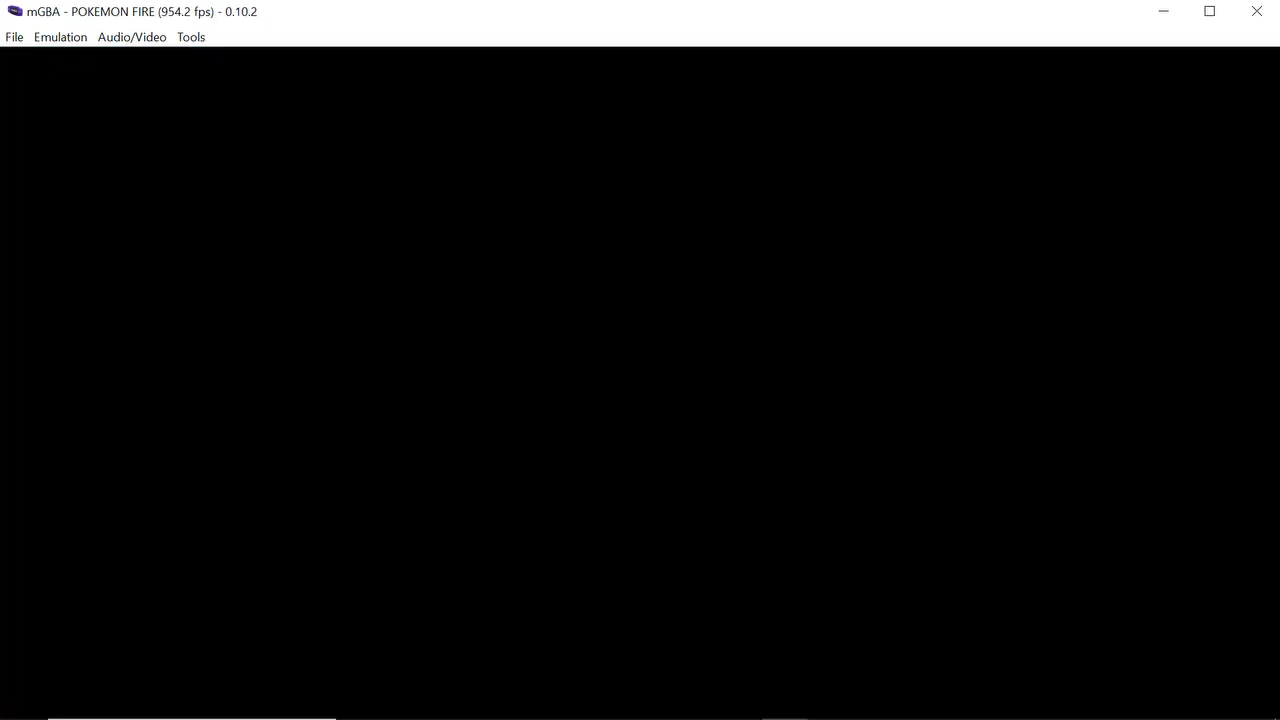 mGBA - POKEMON FIRE (954.2 fps) - 0.10.2
File Emulation Audio/Video Tools